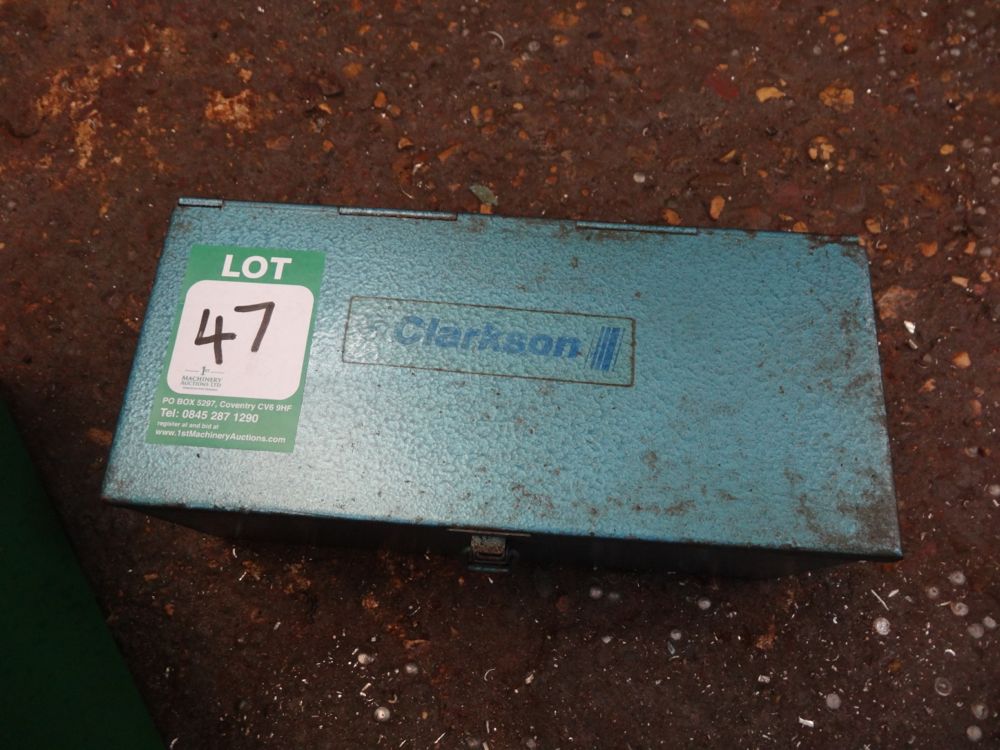 LOT
47
1st
MACHINERY
AUCTIONS LTD
PO BOX 5297, Coventry CV6 9HF
Tel: 0845 287 1290
register at and bid at
www.1stMachineryAuctions.com
Clarkson